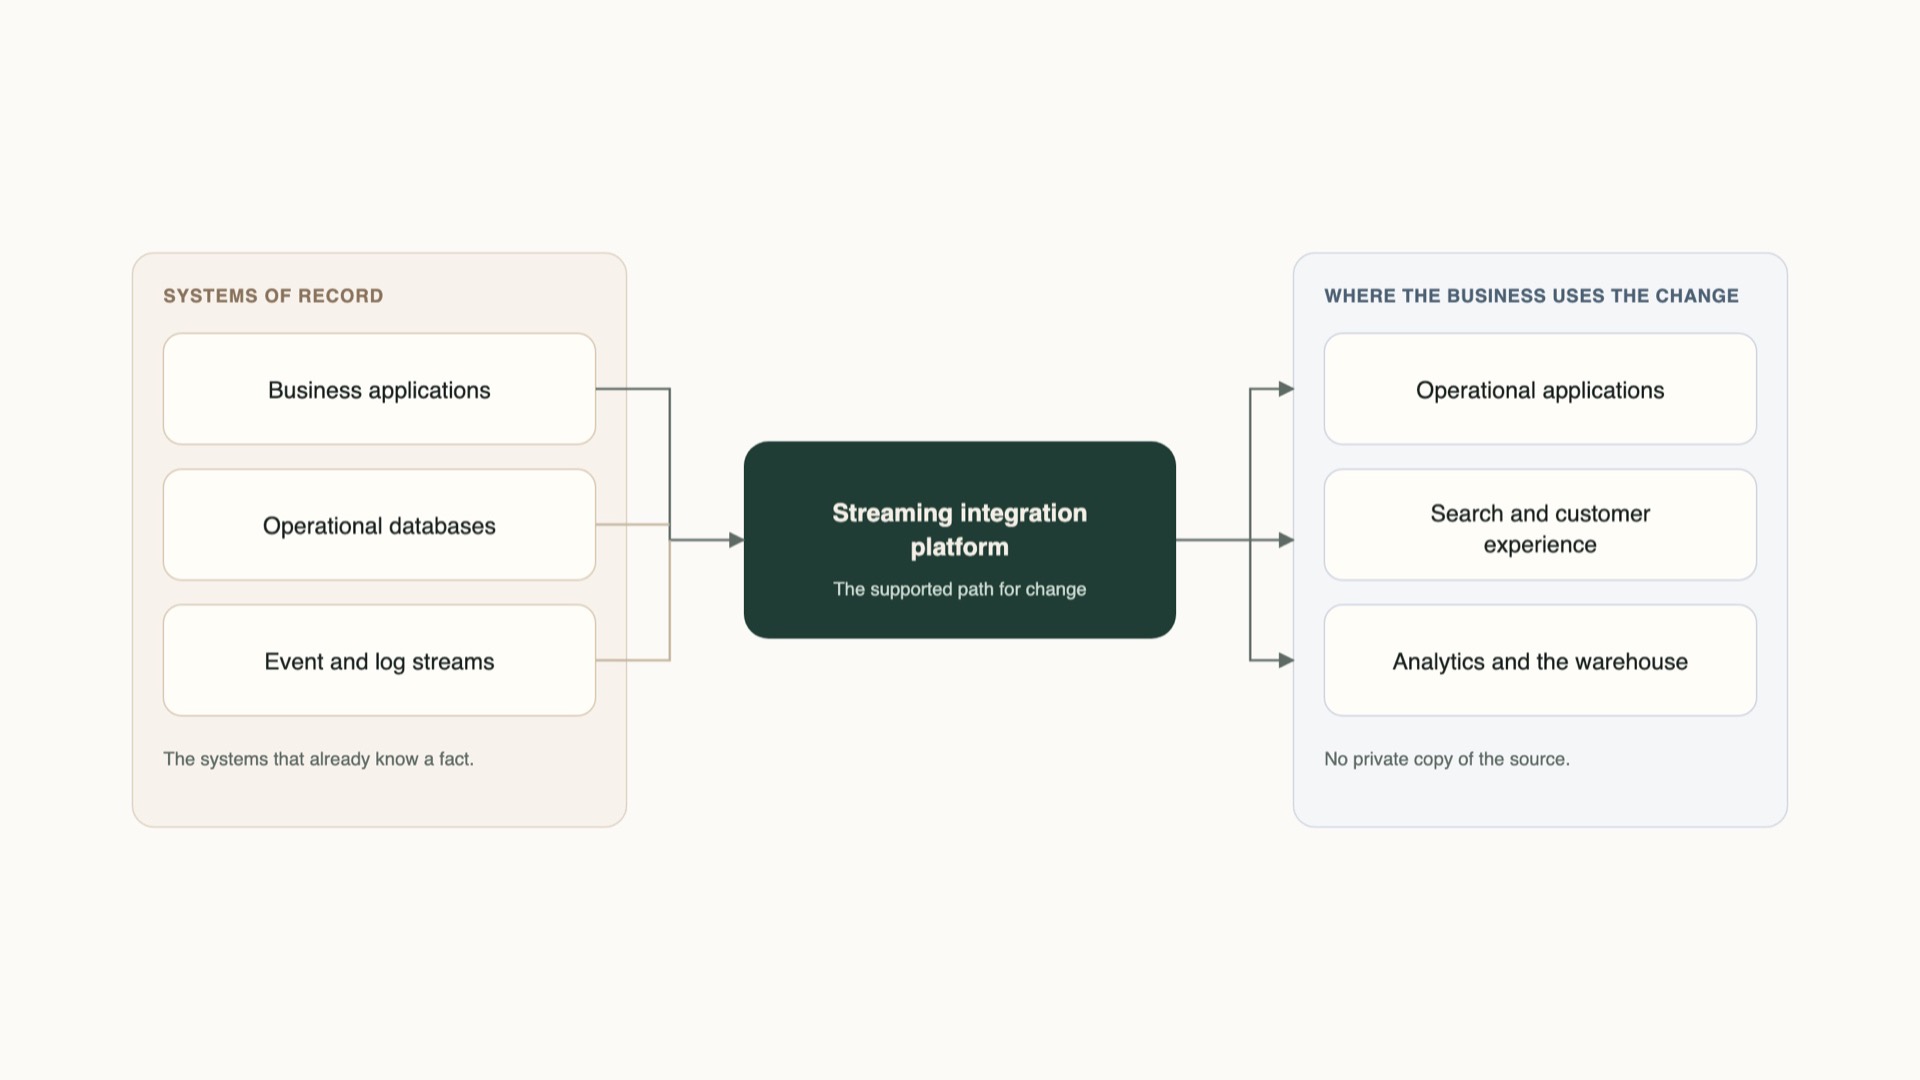 SYSTEMS OF RECORD
Business applications
Operational databases
Event and log streams
The systems that already know a fact.
Streaming integration
platform
The supported path for change
WHERE THE BUSINESS USES THE CHANGE
Operational applications
Search and customer
experience
Analytics and the warehouse
No private copy of the source.